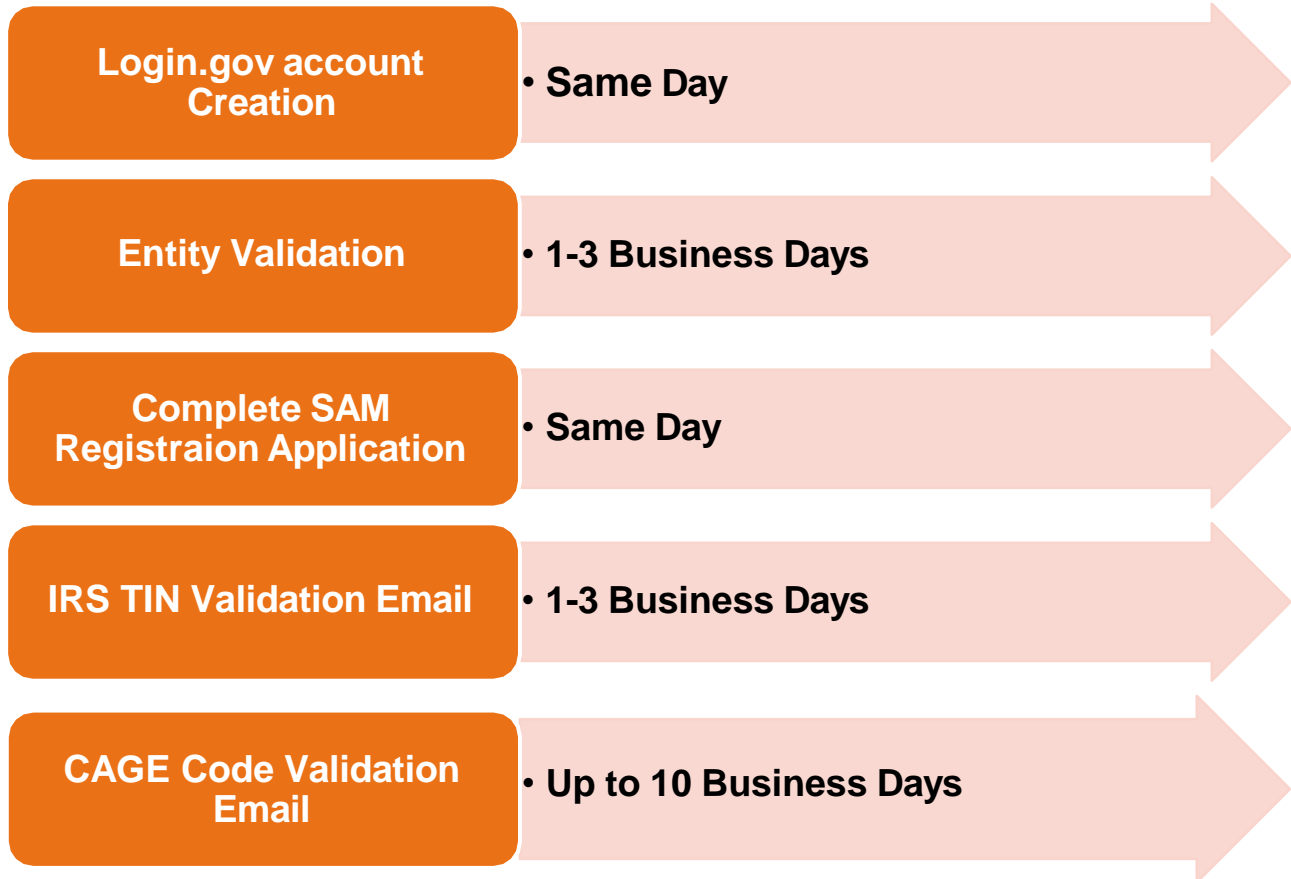 Login.gov account
Creation
• Same Day
Entity Validation
• 1-3 Business Days
Complete SAM
Registraion Application
• Same Day
IRS TIN Validation Email
• 1-3 Business Days
CAGE Code Validation
Email
• Up to 10 Business Days